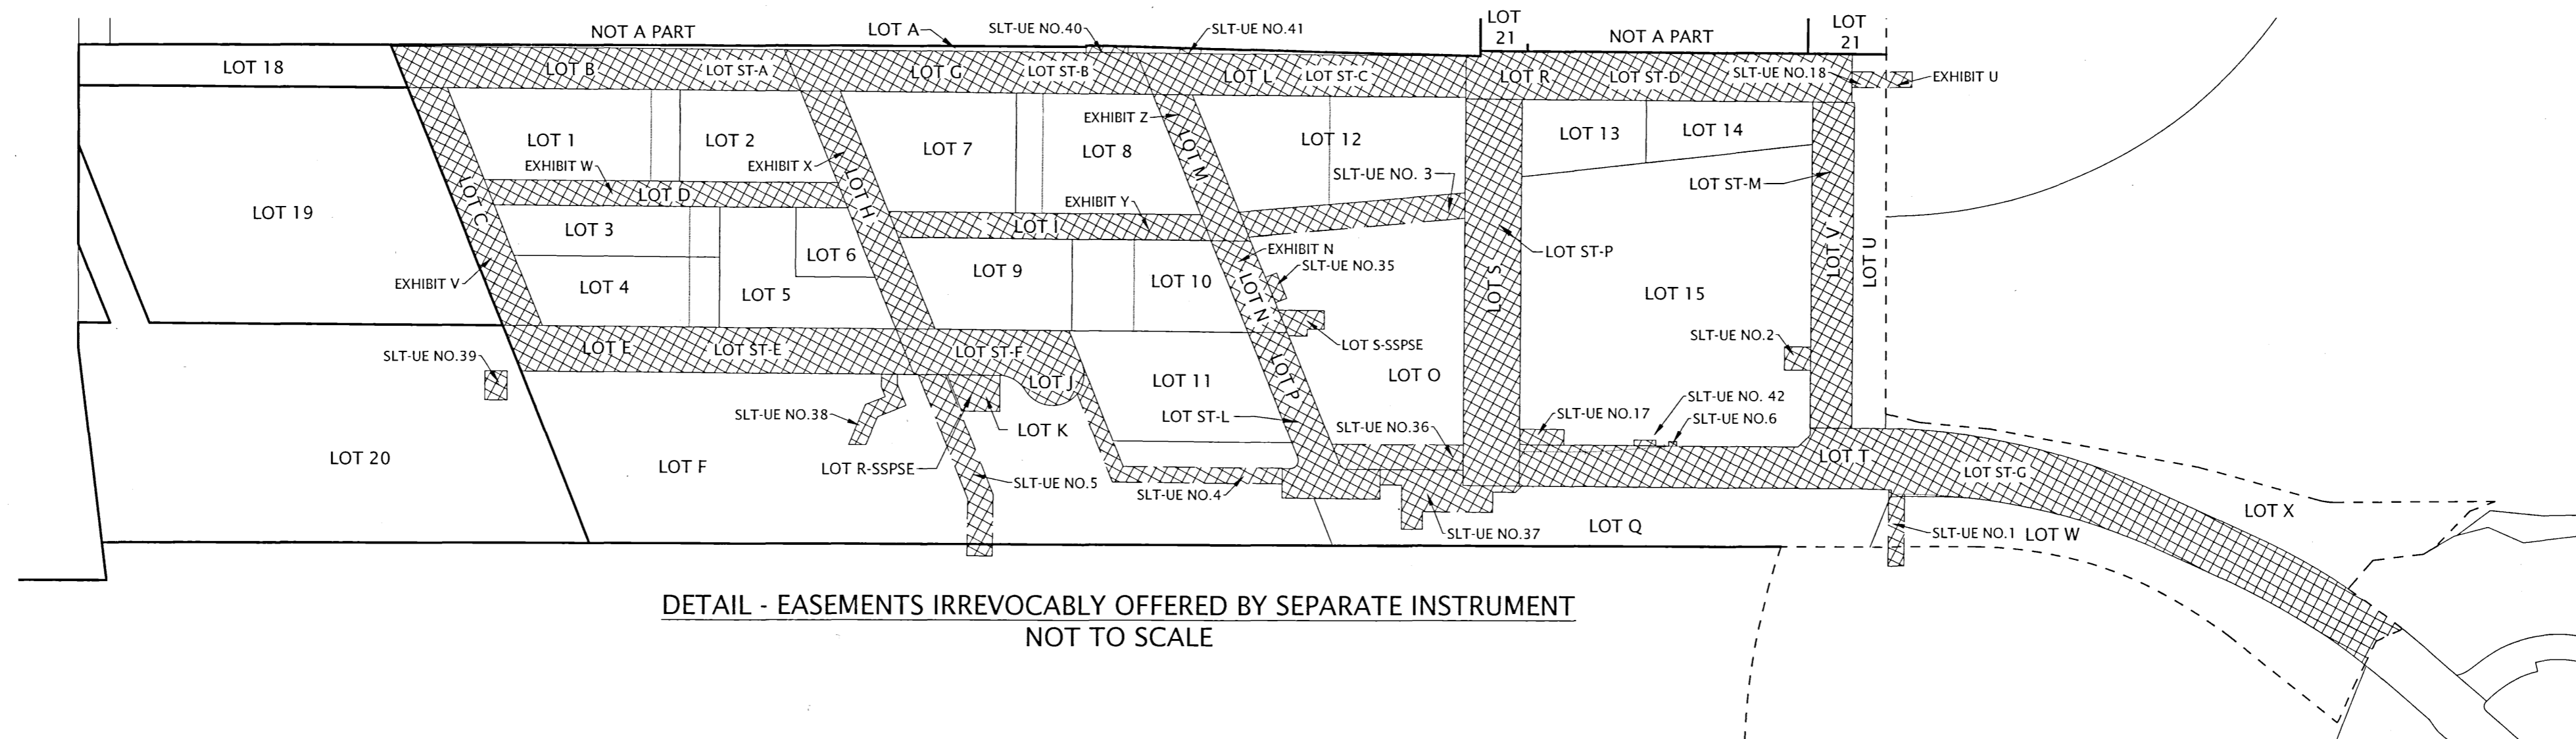 NOT A PART
LOT A
SLT-UE NO.40
SLT-UE NO.41
LOT
21
NOT A PART
LOT
21
LOT 18
LOT B
LOT ST-A
LOT G
LOT ST-B
LOT L
LOT ST-C
LOT R
LOT ST-D
SLT-UE NO.18
EXHIBIT U
LOT 1
LOT 2
EXHIBIT W
EXHIBIT X
LOT 7
LOT 8
EXHIBIT Z
LOT M
LOT 12
SLT-UE NO. 3
LOT 13
LOT 14
LOT ST-M
LOT 19
LOT C
LOT D
LOT H
EXHIBIT Y
LOT I
LOT 3
LOT 4
LOT 5
LOT 6
EXHIBIT V
LOT 9
LOT 10
EXHIBIT N
SLT-UE NO.35
LOT N
LOT S-SSPSE
LOT S
LOT ST-P
LOT 15
LOT V
LOT U
SLT-UE NO.2
SLT-UE NO.39
LOT E
LOT ST-E
LOT ST-F
LOT J
LOT 11
LOT P
LOT O
LOT ST-L
SLT-UE NO.38
LOT K
SLT-UE NO.36
SLT-UE NO.17
SLT-UE NO. 42
SLT-UE NO.6
LOT 20
LOT F
LOT R-SSPSE
SLT-UE NO.5
SLT-UE NO.4
LOT T
LOT ST-G
SLT-UE NO.37
LOT Q
SLT-UE NO.1
LOT W
LOT X
DETAIL - EASEMENTS IRREVOCABLY OFFERED BY SEPARATE INSTRUMENT
NOT TO SCALE